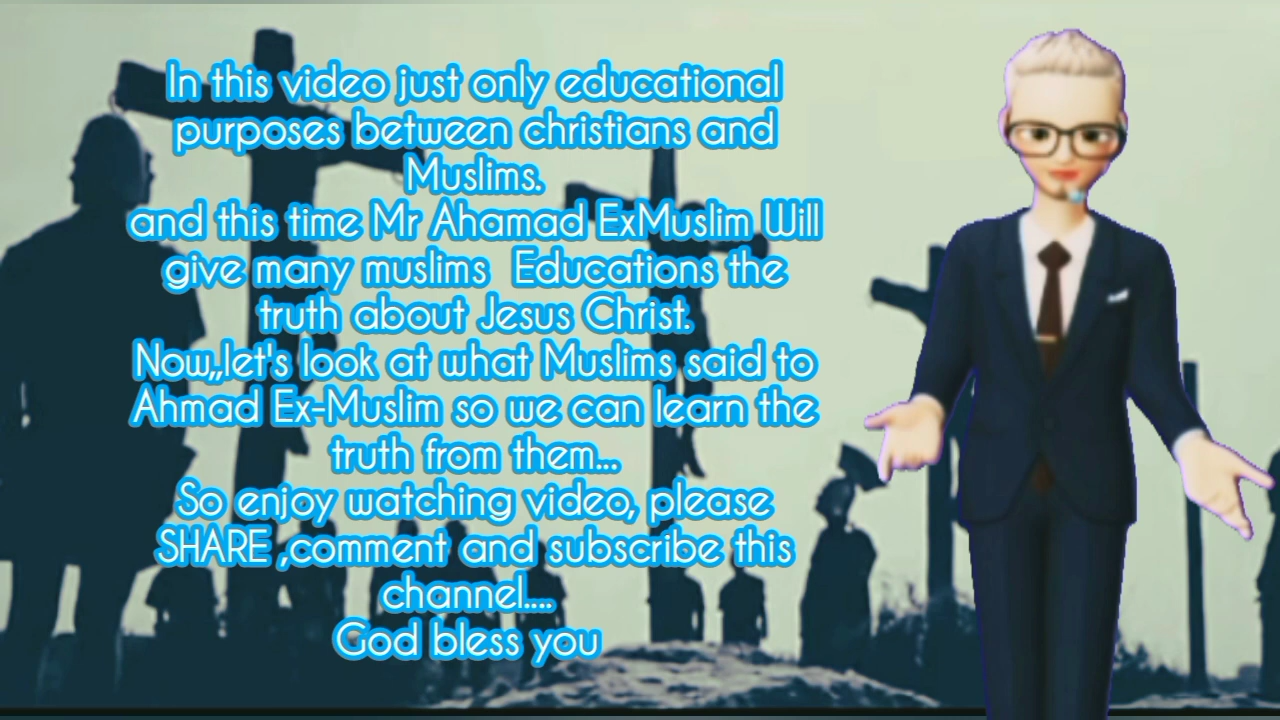 In this video just only educational
purposes between christians and
Muslims.
and this time Mr Ahamad ExMuslim Will
give many muslims  Educations the
truth about Jesus Christ.
Now,,let's look at what Muslims said to
Ahmad Ex-Muslim so we can learn the
truth from them...
So enjoy watching video, please
SHARE ,comment and subscribe this
channel....
God bless you